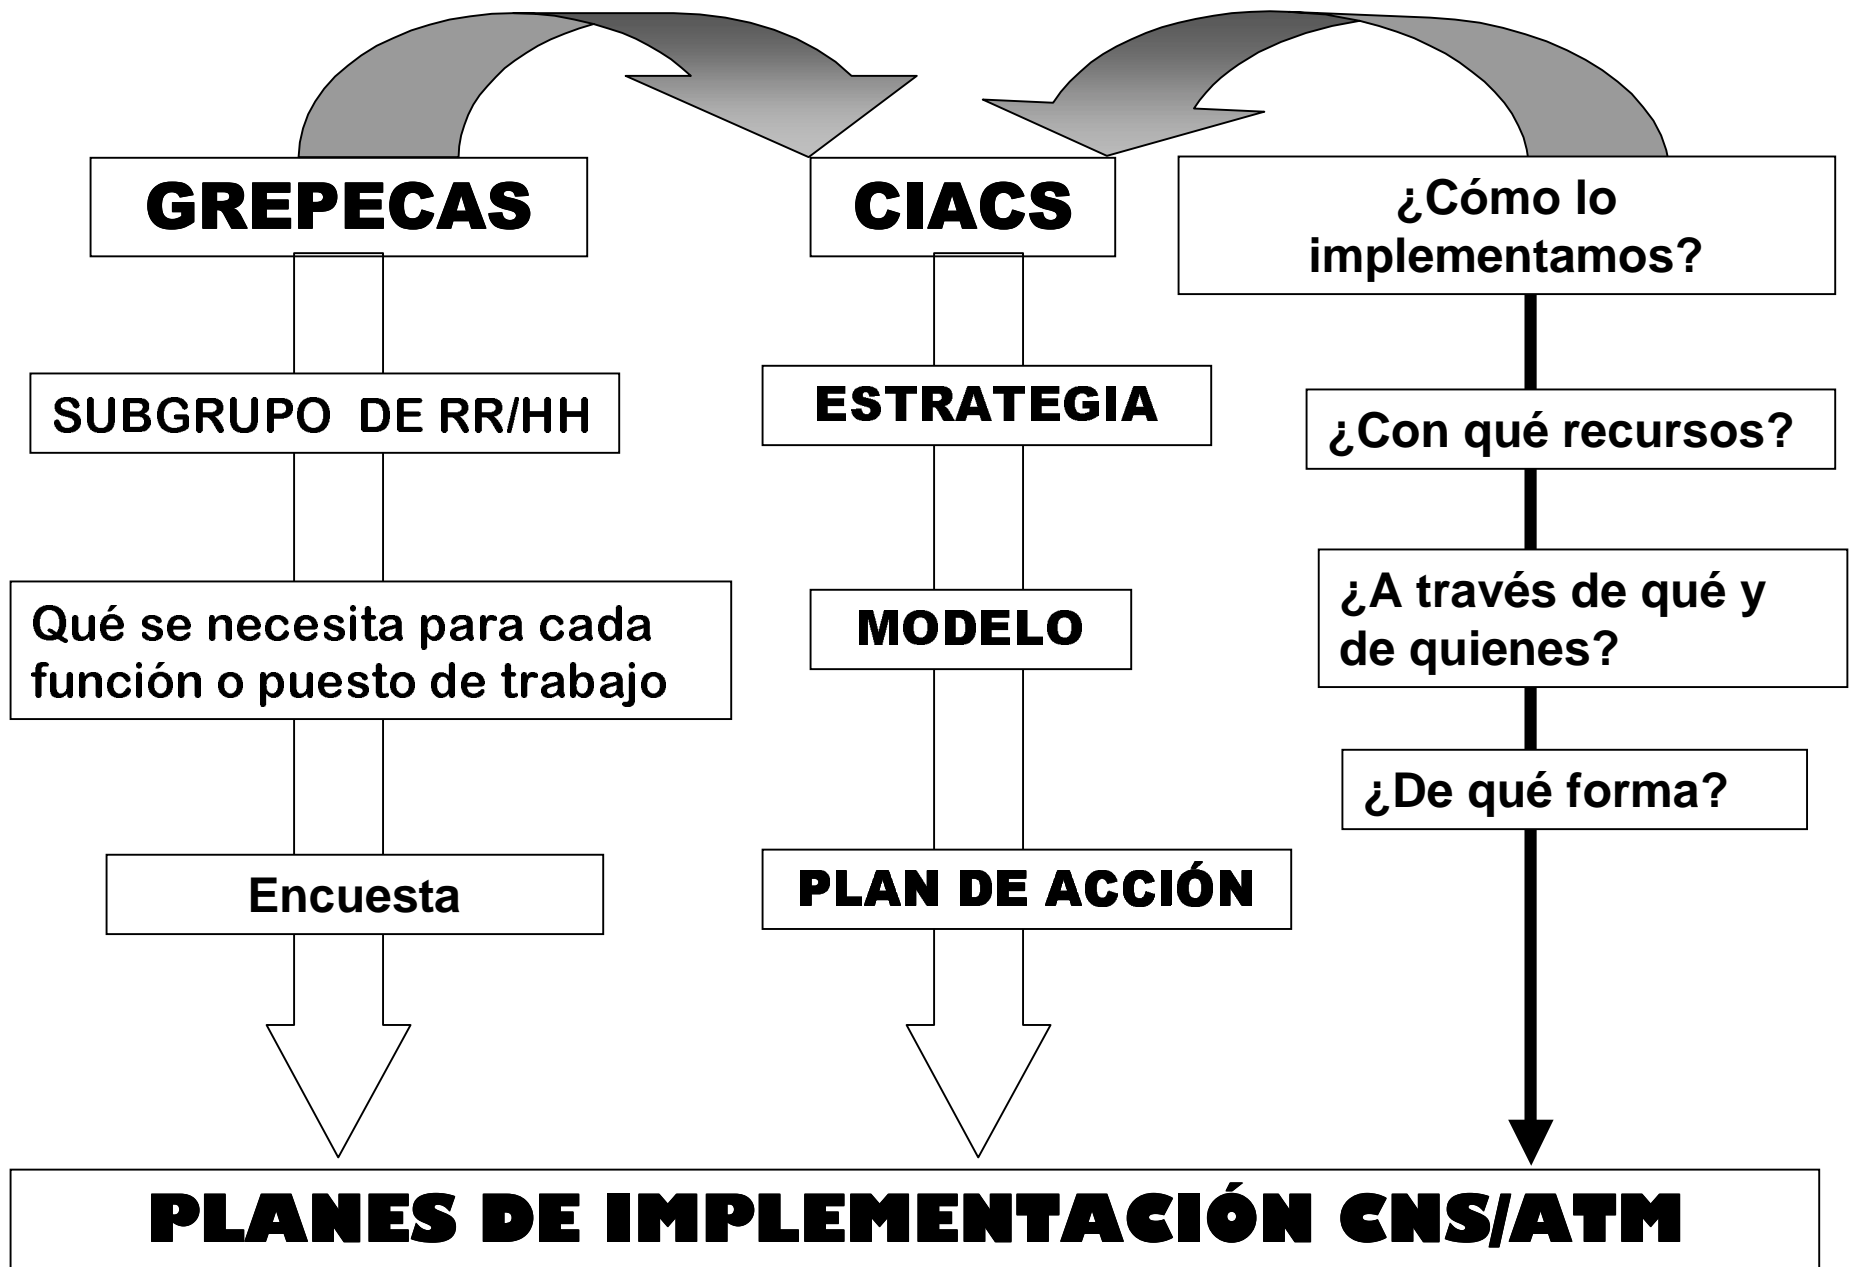 GREPECAS
SUBGRUPO DE RR/HH
Qué se necesita para cada
función o puesto de trabajo
Encuesta
CIACS
ESTRATEGIA
MODELO
PLAN DE ACCIÓN
¿Cómo lo
implementamos?
¿Con qué recursos?
¿A través de qué y
de quienes?
¿De qué forma?
PLANES DE IMPLEMENTACIÓN CNS/ATM